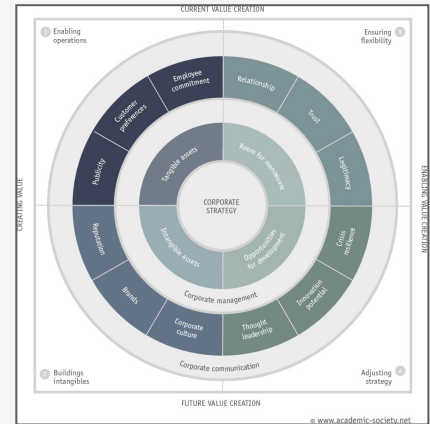 CURRENT VALUE CREATION
1 Enabling
operations
3 Ensuring
flexibility
Employee
commitment
Relationship
Customer
preferences
Trust
Publicity
Legitimacy
Tangible assets
Room for manoeuvre
CREATING VALUE
CORPORATE
STRATEGY
ENABLING VALUE CREATION
Intangible assets
Opportunities
for development
Reputation
Crisis
resilience
Brands
Innovation
potential
Corporate
culture
Thought
leadership
Corporate management
Corporate communication
2 Buildings
intangibles
4 Adjusting
strategy
FUTURE VALUE CREATION
© www.academic-society.net